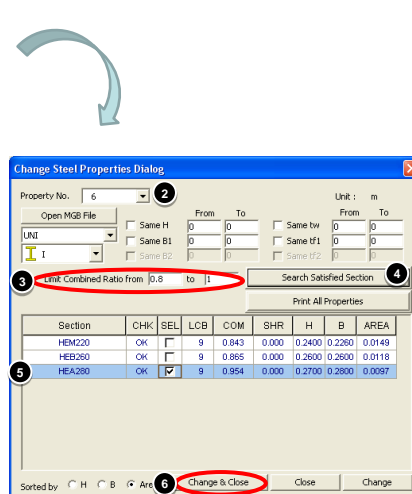 Change Steel Properties Dialog
Property No. 6 2 Unit : m
Open MGB File From To From To
Same H 0 0 Same tw 0 0
UNI Same B1 0 0 Same tf1 0 0
I Same B2 0 0 Same tf2 0 0
3 Limit Combined Ratio from 0.8 to 1 Search Satisfied Section 4
Print All Properties
Section CHK SEL LCB COM SHR H B AREA
HEM220 OK 9 0.843 0.000 0.2400 0.2260 0.0149
HEB260 OK 9 0.865 0.000 0.2600 0.2600 0.0118
5 HEA280 OK 9 0.954 0.000 0.2700 0.2800 0.0097
Sorted by H B Are 6 Change & Close Close Change